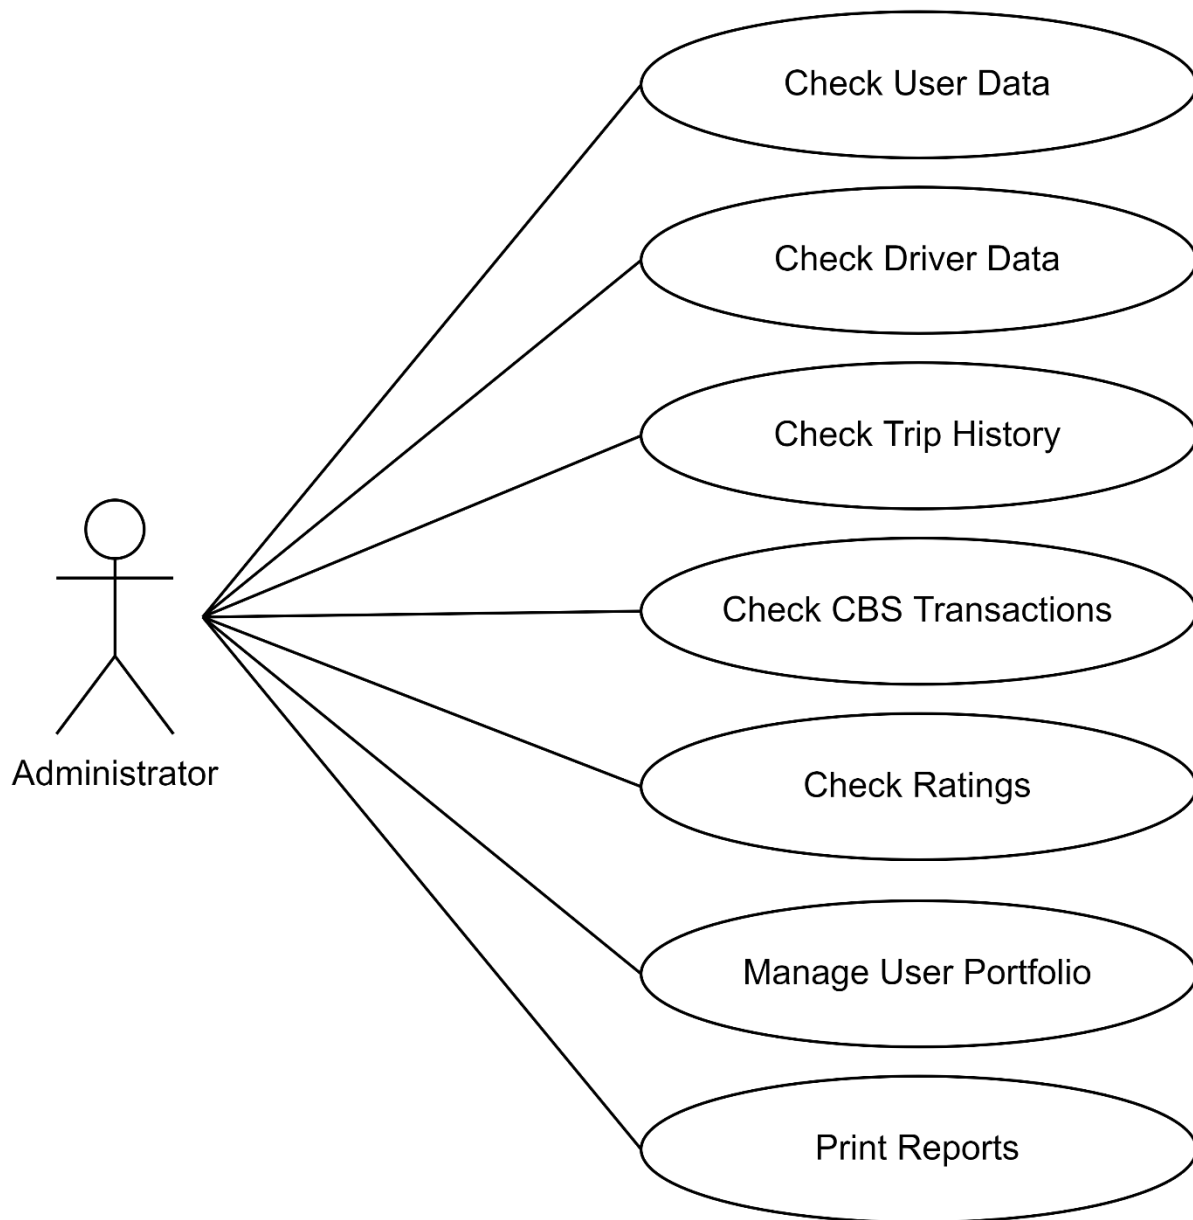 Check User Data
Check Driver Data
Check Trip History
Check CBS Transactions
Check Ratings
Manage User Portfolio
Print Reports
Administrator